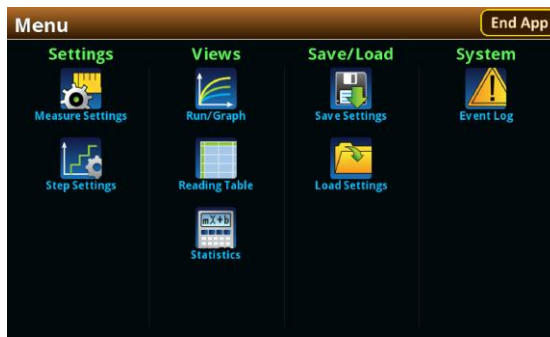 Menu
End App
Settings
Views
Save/Load
System
Measure Settings
Run/Graph
Save Settings
Event Log
Step Settings
Reading Table
Load Settings
mX+b
Statistics